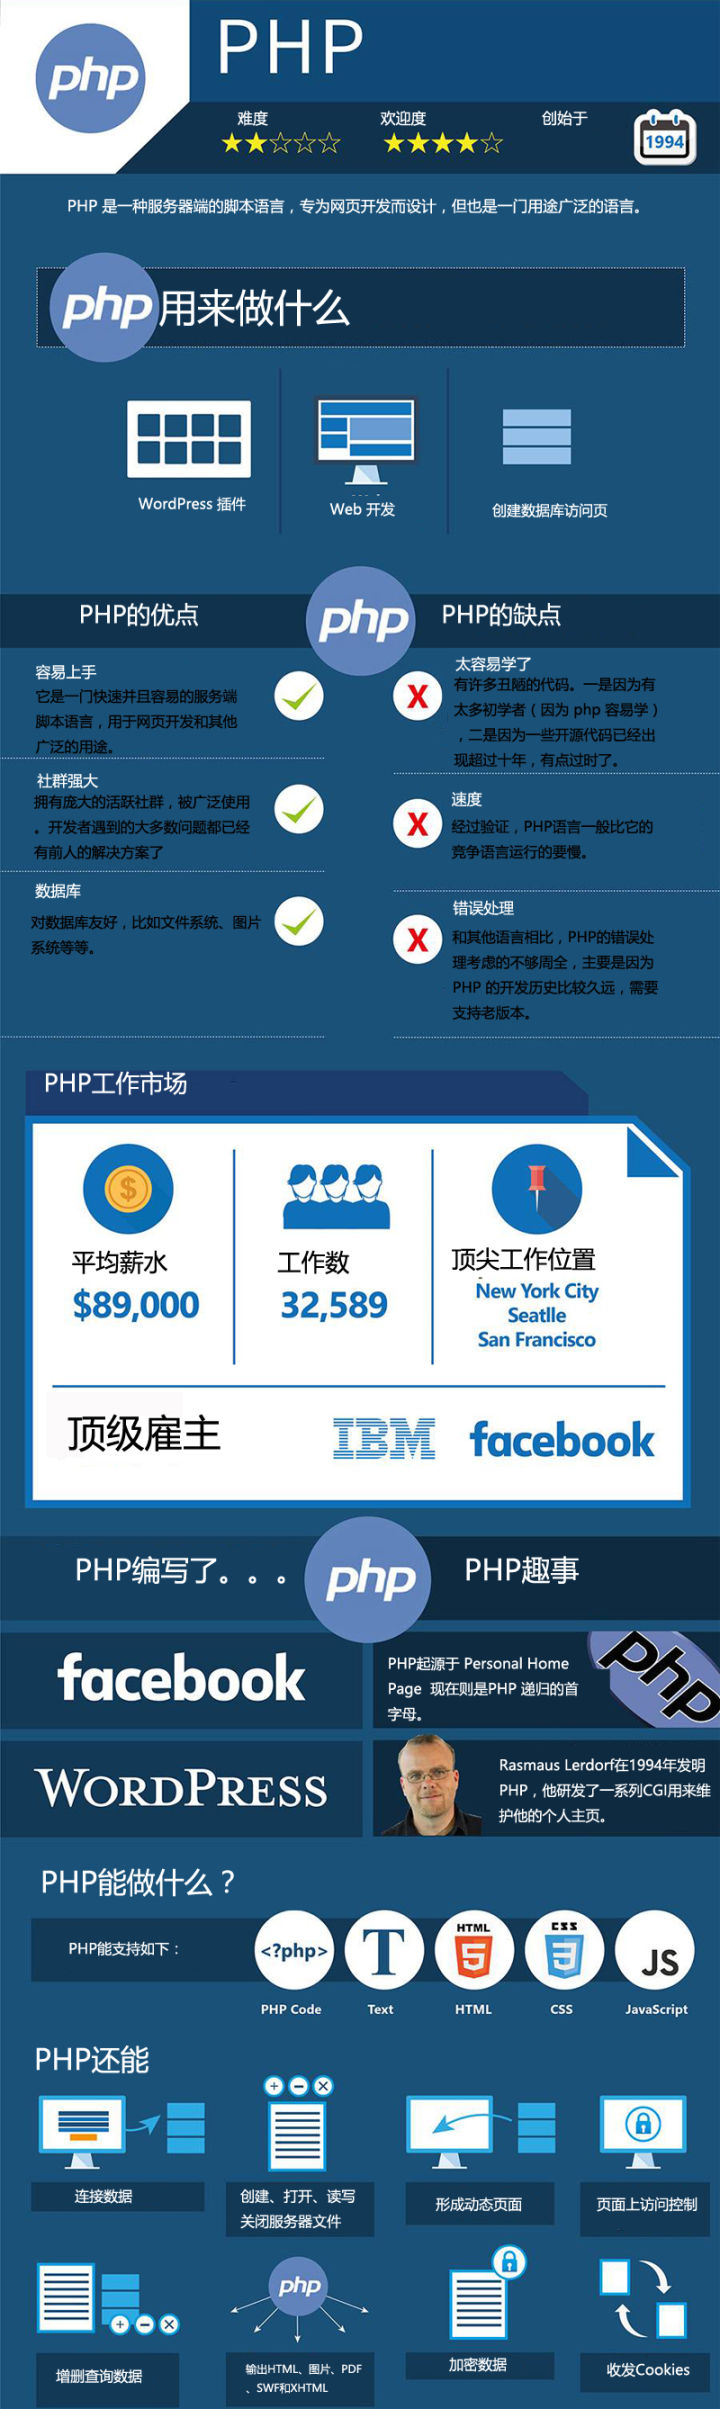 php
PHP
难度
欢迎度
创始于
1994
PHP 是一种服务器端的脚本语言，专为网页开发而设计，但也是一门用途广泛的语言。
php用来做什么
WordPress 插件
Web 开发
创建数据库访问页
PHP的优点
php
PHP的缺点
容易上手
它是一门快速并且容易的服务端
脚本语言，用于网页开发和其他
广泛的用途。
社群强大
拥有庞大的活跃社群，被广泛使用
。开发者遇到的大多数问题都已经
有前人的解决方案了
数据库
对数据库友好，比如文件系统、图片
系统等等。
X
太容易学了
有许多丑陋的代码。一是因为有
太多初学者（因为 php 容易学）
，二是因为一些开源代码已经出
现超过十年，有点过时了。
X
速度
经过验证，PHP语言一般比它的
竞争语言运行的要慢。
X
错误处理
和其他语言相比，PHP的错误处
理考虑的不够周全，主要是因为
PHP 的开发历史比较久远，需要
支持老版本。
PHP工作市场
$
平均薪水
$89,000
工作数
32,589
顶尖工作位置
New York City
Seatlle
San Francisco
顶级雇主
IBM
facebook
PHP编写了。。。
php
PHP趣事
facebook
WORDPRESS
PHP起源于 Personal Home
Page 现在则是PHP 递归的首
字母。
php
Rasmaus Lerdorf在1994年发明
PHP，他研发了一系列CGI用来维
护他的个人主页。
PHP能做什么？
PHP能支持如下：
<?php>
T
HTML
5
CSS
3
JS
PHP Code
Text
HTML
CSS
JavaScript
PHP还能
连接数据
创建、打开、读写
关闭服务器文件
形成动态页面
页面上访问控制
增删查询数据
php
输出HTML、图片、PDF
、SWF和XHTML
加密数据
收发Cookies